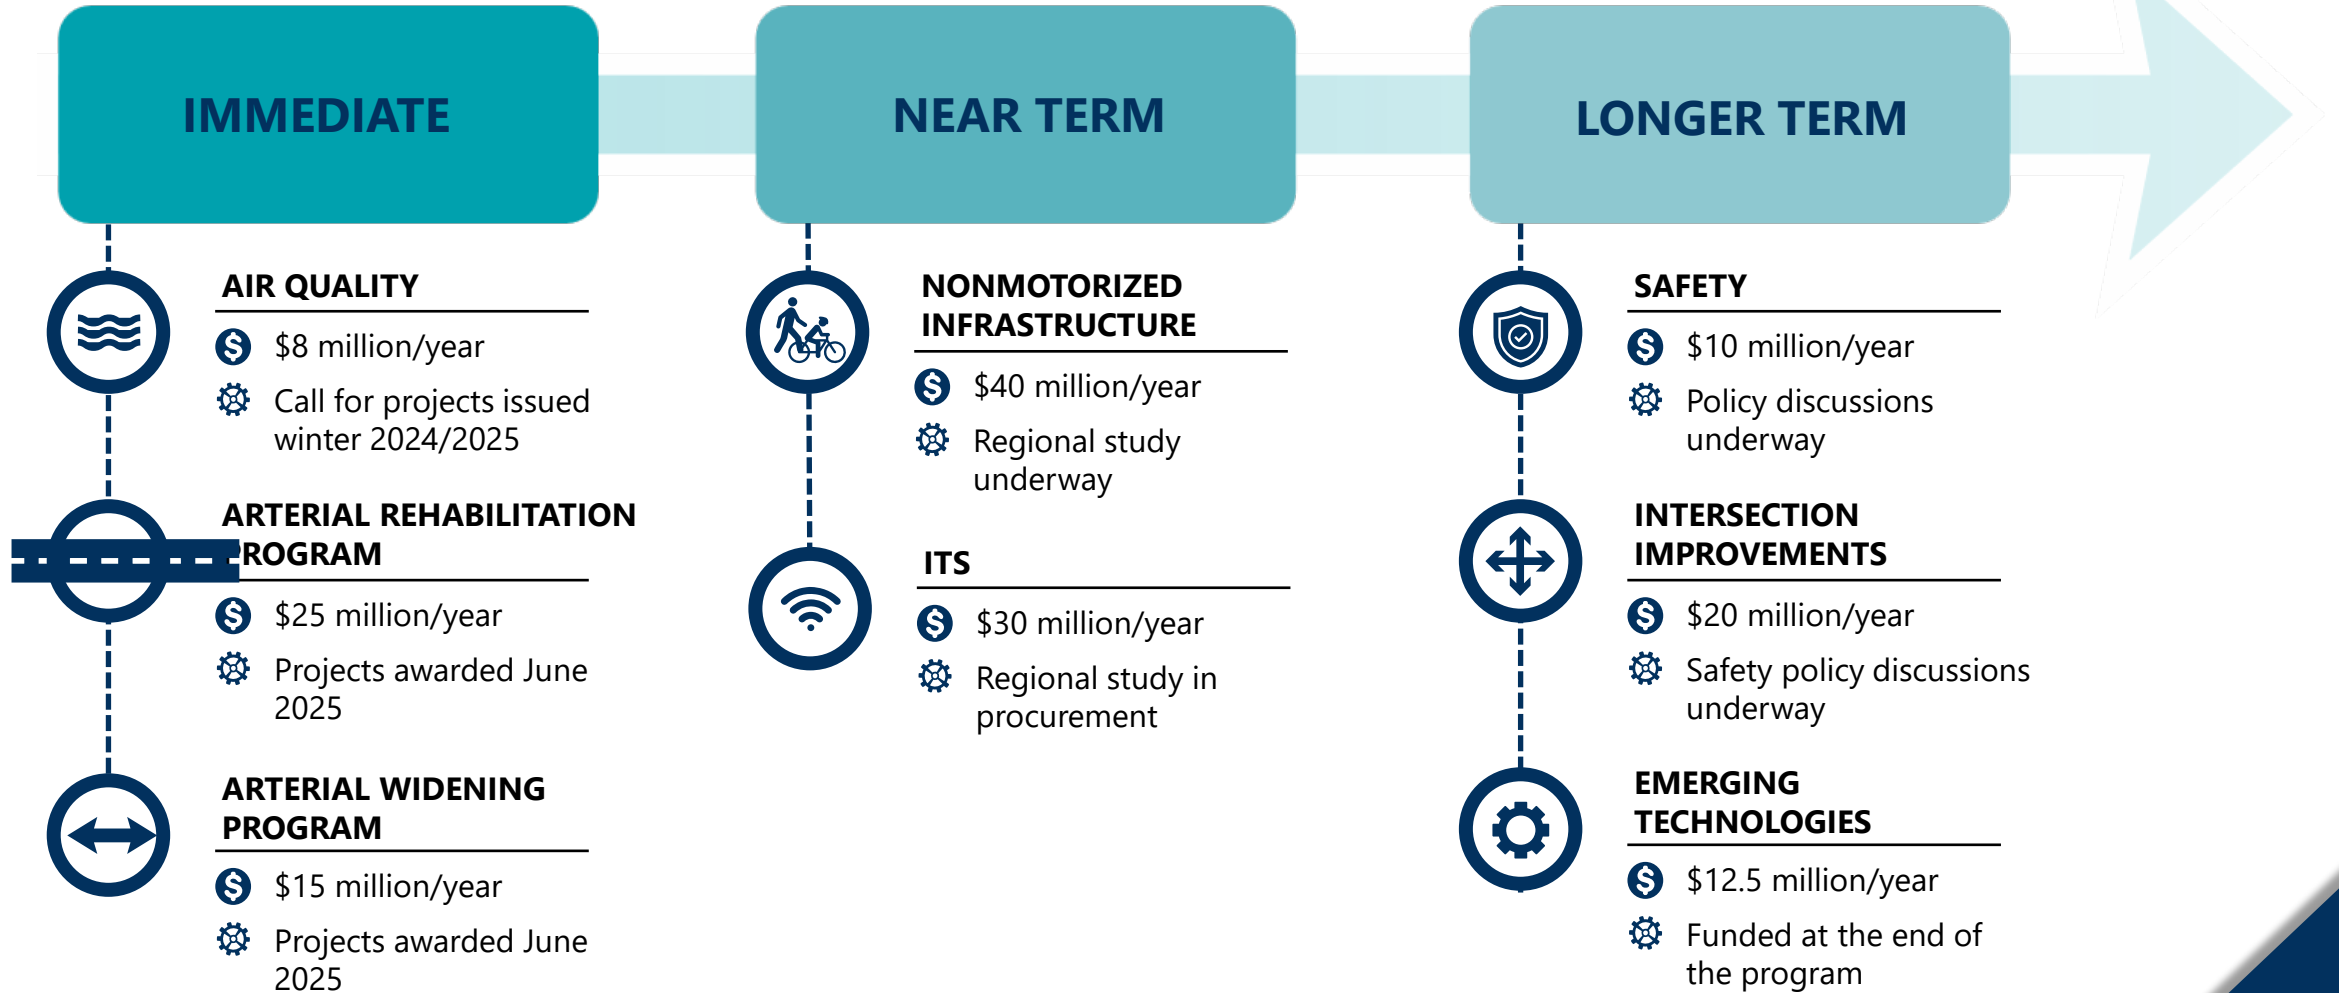 IMMEDIATE
AIR QUALITY
$8 million/year
Call for projects issued
winter 2024/2025
ARTERIAL REHABILITATION
PROGRAM
$25 million/year
Projects awarded June
2025
ARTERIAL WIDENING
PROGRAM
$15 million/year
Projects awarded June
2025
NEAR TERM
NONMOTORIZED
INFRASTRUCTURE
$40 million/year
Regional study
underway
ITS
$30 million/year
Regional study in
procurement
LONGER TERM
SAFETY
$10 million/year
Policy discussions
underway
INTERSECTION
IMPROVEMENTS
$20 million/year
Safety policy discussions
underway
EMERGING
TECHNOLOGIES
$12.5 million/year
Funded at the end of
the program